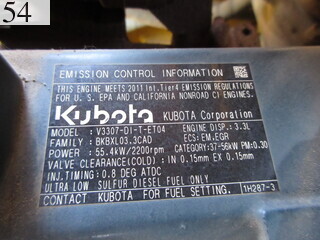 54
EMISSION CONTROL INFORMATION
THIS ENGINE MEETS 2011 Int.Tier4 EMISSION REGULATIONS
FOR U.S. EPA AND CALIFORNIA NONROAD CI ENGINES.
Kubota KUBOTA Corporation
MODEL : V3307-DI-T-ET04 ENGINE DISP.: 3.3L
FAMILY : BKBXL03.3CAD ECS:EM,EGR
POWER : 55.4kW/2200rpm CATEGORY:37-56kW PM:0.30
VALVE CLEARANCE(COLD) : IN 0.15mm EX 0.15mm
INJ.TIMING: 0.8 DEG ATDC
ULTRA LOW SULFUR DIESEL FUEL ONLY
CONTACT KUBOTA FOR FUEL SETTING. 1H287-3